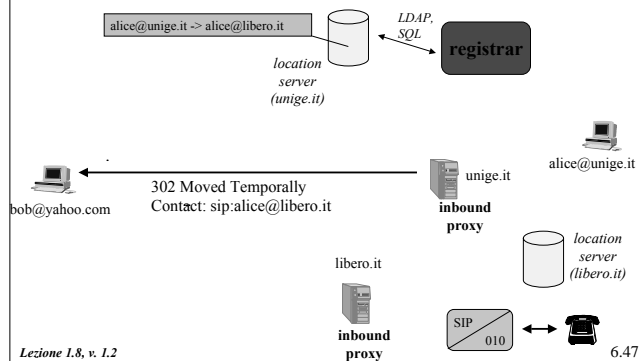 alice@unige.it -> alice@libero.it
LDAP,
SQL
registrar
location
server
(unige.it)
alice@unige.it
unige.it
302 Moved Temporally
Contact: sip:alice@libero.it
bob@yahoo.com
inbound
proxy
location
server
(libero.it)
libero.it
inbound
proxy
SIP
010
Lezione 1.8, v. 1.2
6.47